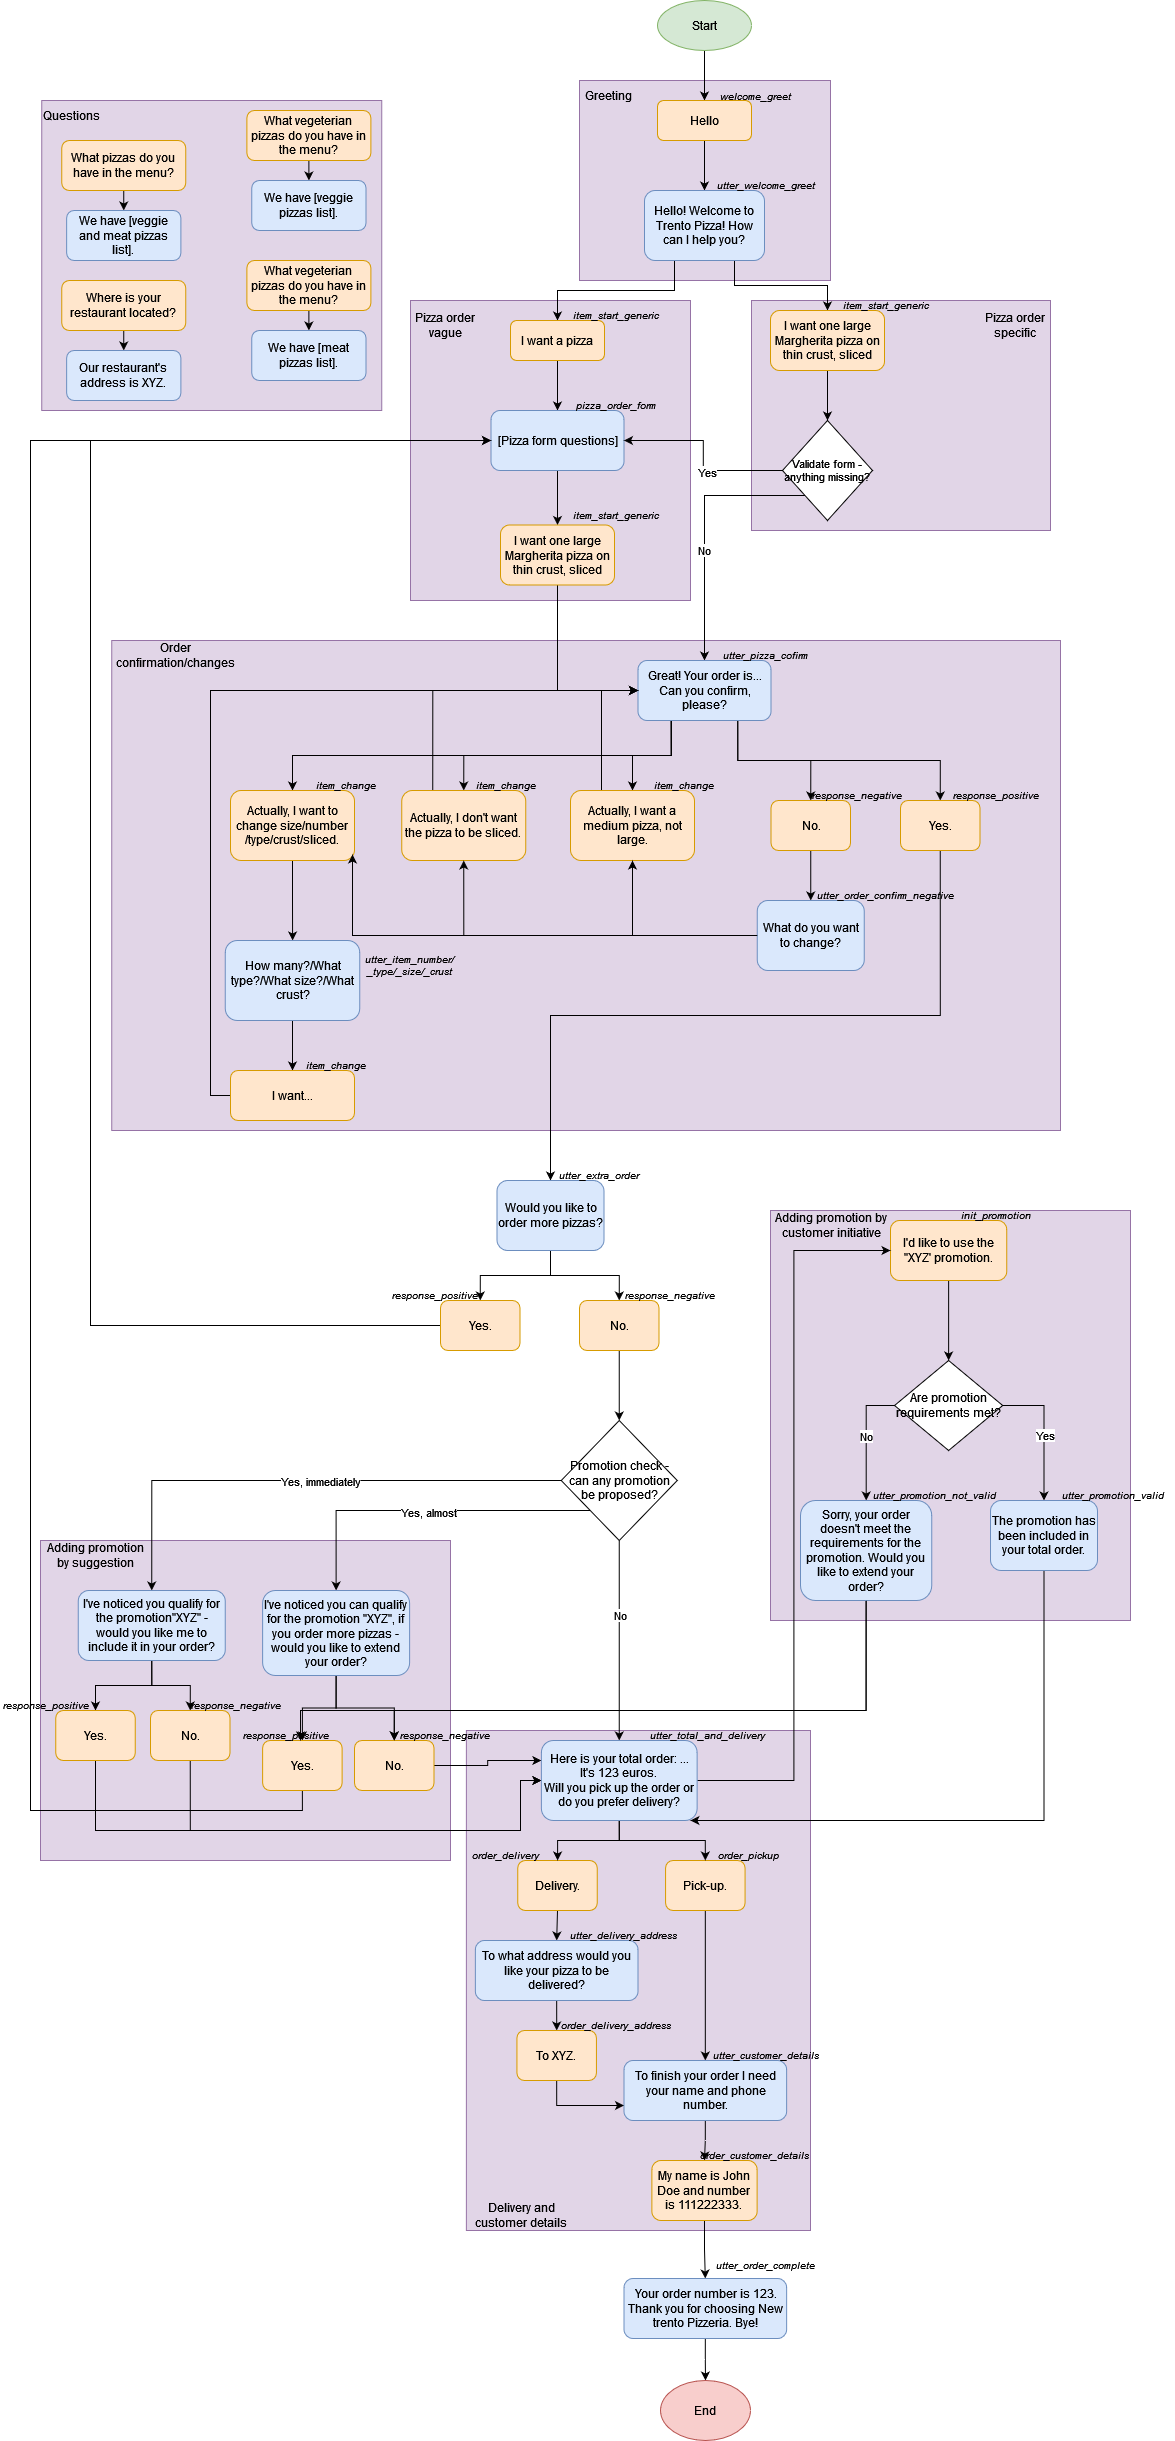 Start
Greeting
welcome_greet
Hello
utter_welcome_greet
Hello! Welcome to
Trento Pizza! How
can I help you?
Questions
What pizzas do you
have in the menu?
We have [veggie
and meat pizzas
list].
Where is your
restaurant located?
Our restaurant's
address is XYZ.
What vegeterian
pizzas do you have in
the menu?
We have [veggie
pizzas list].
What vegeterian
pizzas do you have in
the menu?
We have [meat
pizzas list].
Pizza order
vague
item_start_generic
I want a pizza
pizza_order_form
[Pizza form questions]
item_start_generic
I want one large
Margherita pizza on
thin crust, sliced
Pizza order
specific
item_start_generic
I want one large
Margherita pizza on
thin crust, sliced
Validate form -
anything missing?
Yes
No
Order
confirmation/changes
utter_pizza_cofirm
Great! Your order is...
Can you confirm,
please?
item_change
Actually, I want to
change size/number
/type/crust/sliced.
item_change
Actually, I don't want
the pizza to be sliced.
item_change
Actually, I want a
medium pizza, not
large.
response_negative
No.
response_positive
Yes.
utter_order_confirm_negative
What do you want
to change?
How many?/What
type?/What size?/What
crust?
utter_item_number/
_type/_size/_crust
item_change
I want...
utter_extra_order
Would you like to
order more pizzas?
response_positive
Yes.
response_negative
No.
Promotion check -
can any promotion
be proposed?
Yes, immediately
Yes, almost
No
Adding promotion by
customer initiative
init_promotion
I'd like to use the
"XYZ' promotion.
Are promotion
requirements met?
No
Yes
utter_promotion_not_valid
Sorry, your order
doesn't meet the
requirements for the
promotion. Would you
like to extend your
order?
utter_promotion_valid
The promotion has
been included in
your total order.
Adding promotion
by suggestion
I've noticed you qualify for
the promotion"XYZ" -
would you like me to
include it in your order?
I've noticed you can qualify
for the promotion "XYZ", if
you order more pizzas -
would you like to extend
your order?
response_positive
Yes.
response_negative
No.
response_positive
Yes.
response_negative
No.
utter_total_and_delivery
Here is your total order: ...
It's 123 euros.
Will you pick up the order or
do you prefer delivery?
order_delivery
Delivery.
order_pickup
Pick-up.
utter_delivery_address
To what address would you
like your pizza to be
delivered?
order_delivery_address
To XYZ.
utter_customer_details
To finish your order I need
your name and phone
number.
order_customer_details
My name is John
Doe and number
is 111222333.
Delivery and
customer details
utter_order_complete
Your order number is 123.
Thank you for choosing New
trento Pizzeria. Bye!
End